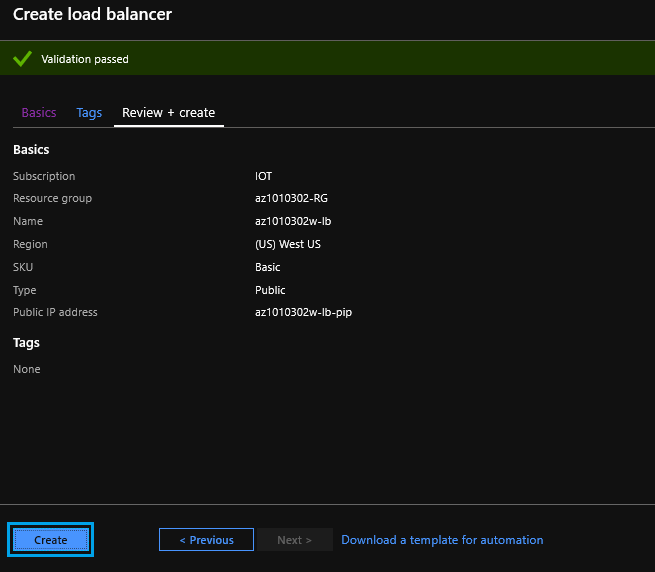 Create load balancer
Validation passed
Basics Tags Review + create
Basics
Subscription IOT
Resource group az1010302-RG
Name az1010302w-lb
Region (US) West US
SKU Basic
Type Public
Public IP address az1010302w-lb-pip
Tags
None
Create < Previous Next > Download a template for automation